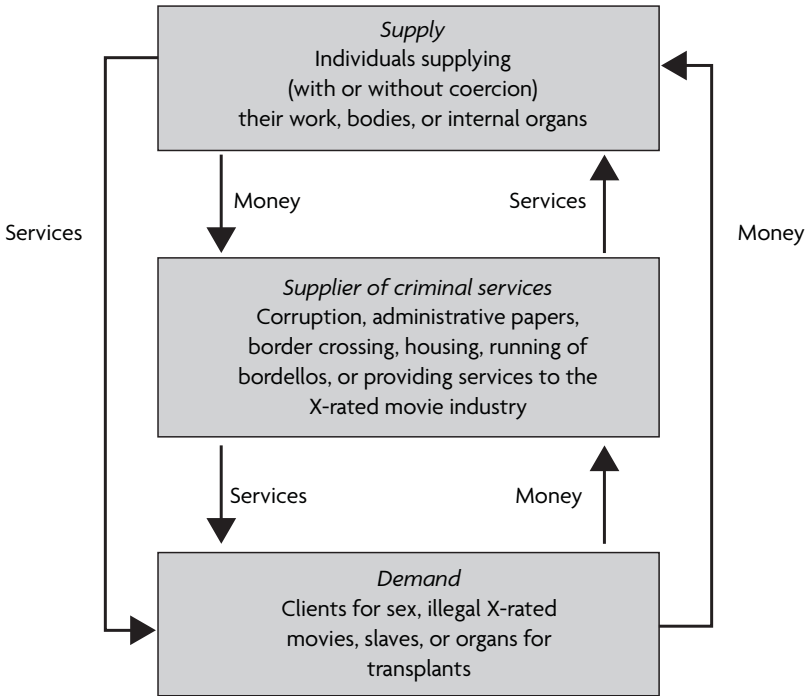 Supply
Individuals supplying
(with or without coercion)
their work, bodies, or internal organs
Money
Services
Services
Money
Supplier of criminal services
Corruption, administrative papers,
border crossing, housing, running of
bordellos, or providing services to the
X-rated movie industry
Services
Money
Demand
Clients for sex, illegal X-rated
movies, slaves, or organs for
transplants